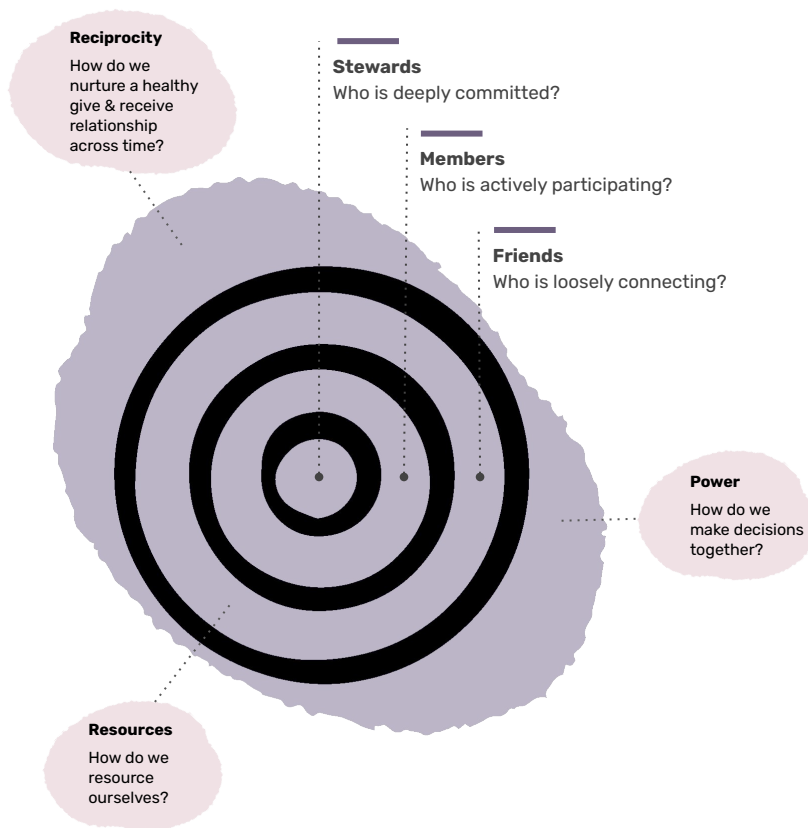 Reciprocity
How do we
nurture a healthy
give & receive
relationship
across time?
Stewards
Who is deeply committed?
Members
Who is actively participating?
Friends
Who is loosely connecting?
Power
How do we
make decisions
together?
Resources
How do we
resource
ourselves?